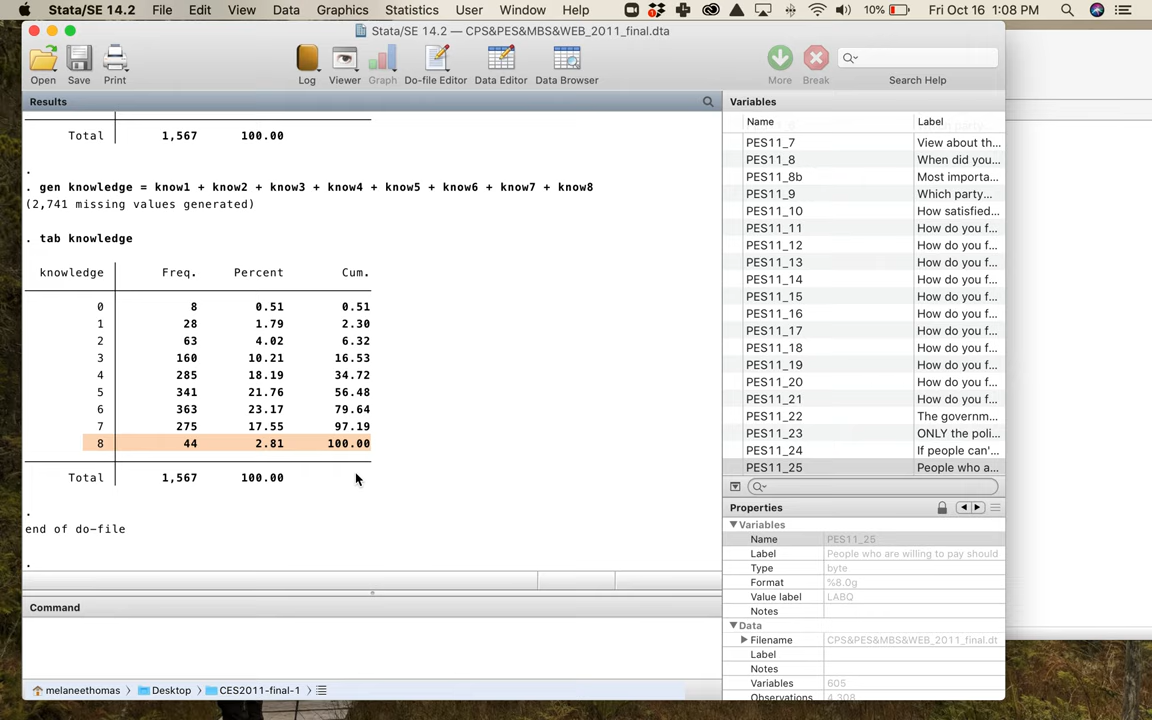 Stata/SE 14.2 File Edit View Data Graphics Statistics User Window Help 10% Fri Oct 16 1:08 PM
Stata/SE 14.2 — CPS&PES&MBS&WEB_2011_final.dta
Open Save Print Log Viewer Graph Do-file Editor Data Editor Data Browser More Break Search Help
Results
Total 1,567 100.00
.
. gen knowledge = know1 + know2 + know3 + know4 + know5 + know6 + know7 + know8
(2,741 missing values generated)
. tab knowledge
knowledge Freq. Percent Cum.
0 8 0.51 0.51
1 28 1.79 2.30
2 63 4.02 6.32
3 160 10.21 16.53
4 285 18.19 34.72
5 341 21.76 56.48
6 363 23.17 79.64
7 275 17.55 97.19
8 44 2.81 100.00
Total 1,567 100.00
.
end of do-file
.
Command
melaneethomas Desktop CES2011-final-1
Variables
Name Label
PES11_7 View about th...
PES11_8 When did you...
PES11_8b Most importa...
PES11_9 Which party...
PES11_10 How satisfied...
PES11_11 How do you f...
PES11_12 How do you f...
PES11_13 How do you f...
PES11_14 How do you f...
PES11_15 How do you f...
PES11_16 How do you f...
PES11_17 How do you f...
PES11_18 How do you f...
PES11_19 How do you f...
PES11_20 How do you f...
PES11_21 How do you f...
PES11_22 The governm...
PES11_23 ONLY the poli...
PES11_24 If people can'...
PES11_25 People who a...
Properties
Variables
Name PES11_25
Label People who are willing to pay should
Type byte
Format %8.0g
Value label LABQ
Notes
Data
Filename CPS&PES&MBS&WEB_2011_final.dt
Label
Notes
Variables 605
Observations 4,308